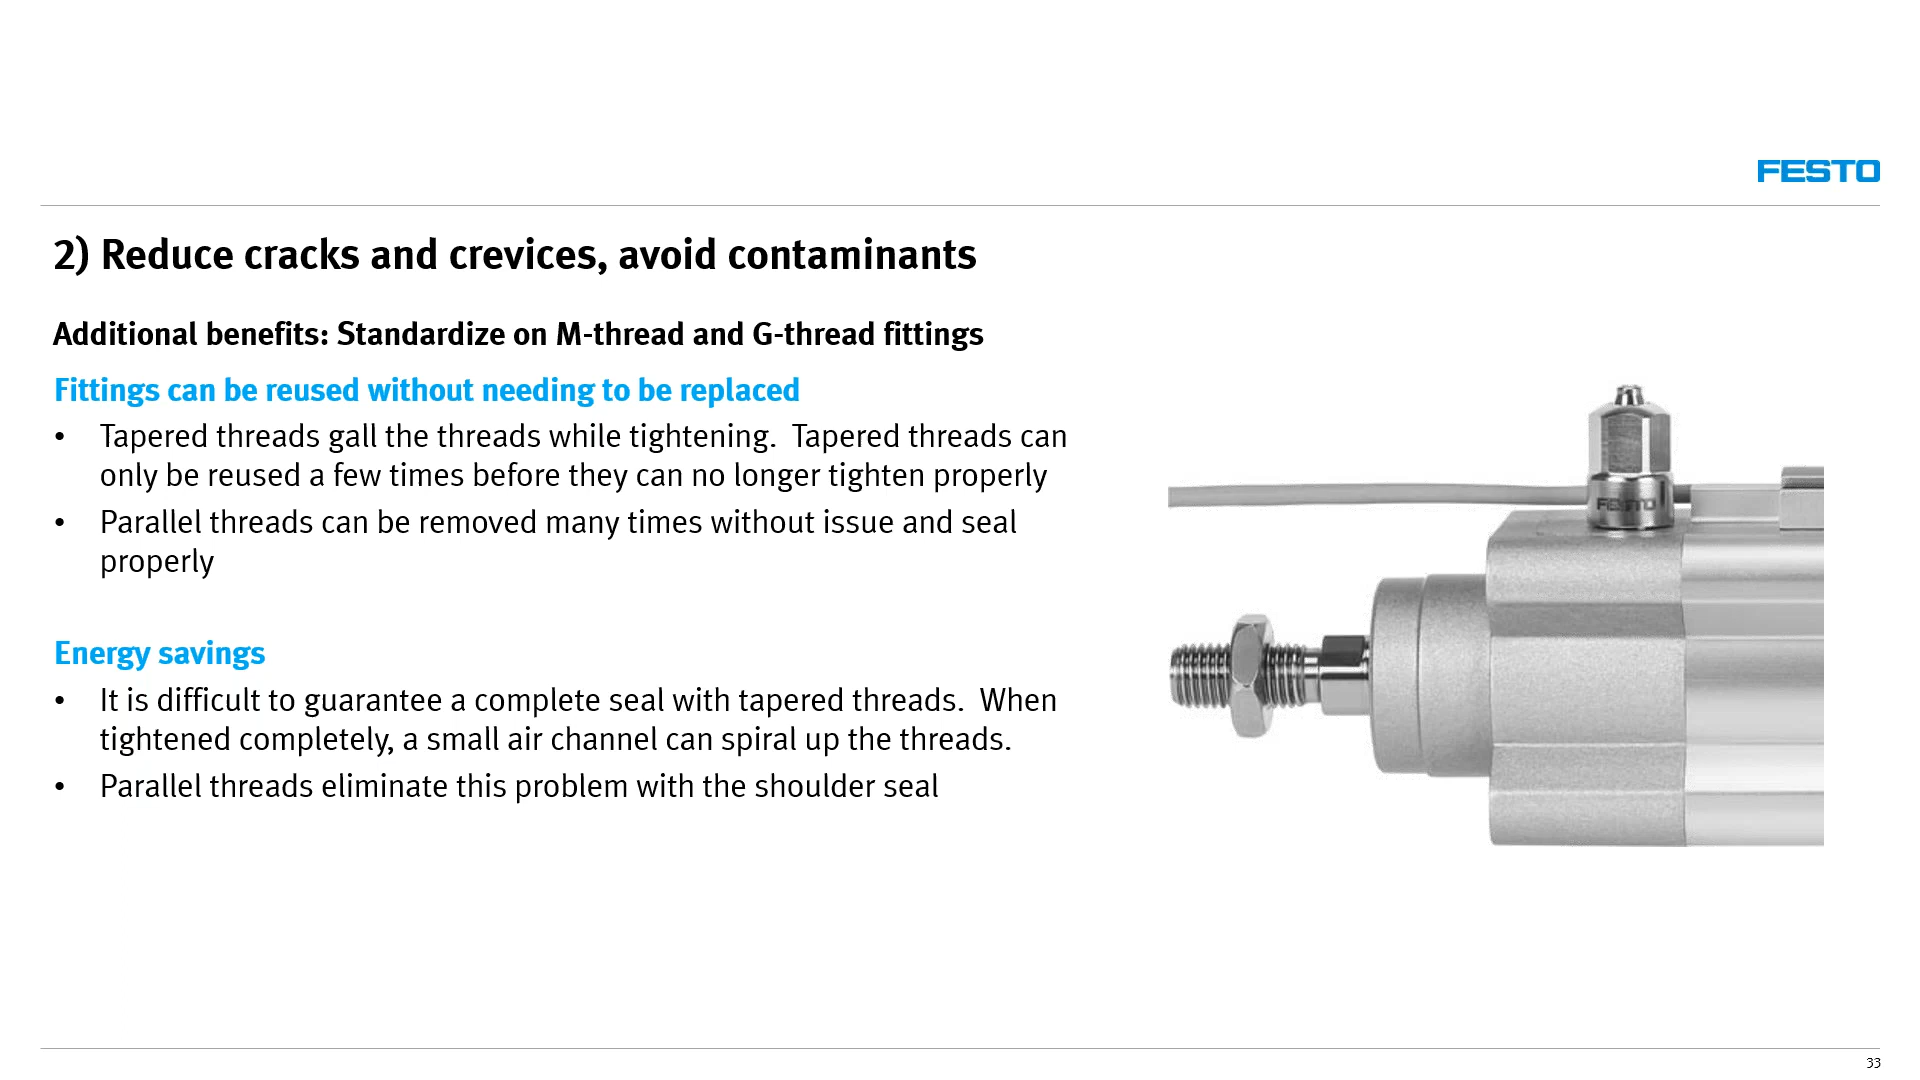 FESTO
2) Reduce cracks and crevices, avoid contaminants
Additional benefits: Standardize on M-thread and G-thread fittings
Fittings can be reused without needing to be replaced
• Tapered threads gall the threads while tightening.  Tapered threads can
only be reused a few times before they can no longer tighten properly
• Parallel threads can be removed many times without issue and seal
properly
FESTO
Energy savings
• It is difficult to guarantee a complete seal with tapered threads.  When
tightened completely, a small air channel can spiral up the threads.
• Parallel threads eliminate this problem with the shoulder seal
33